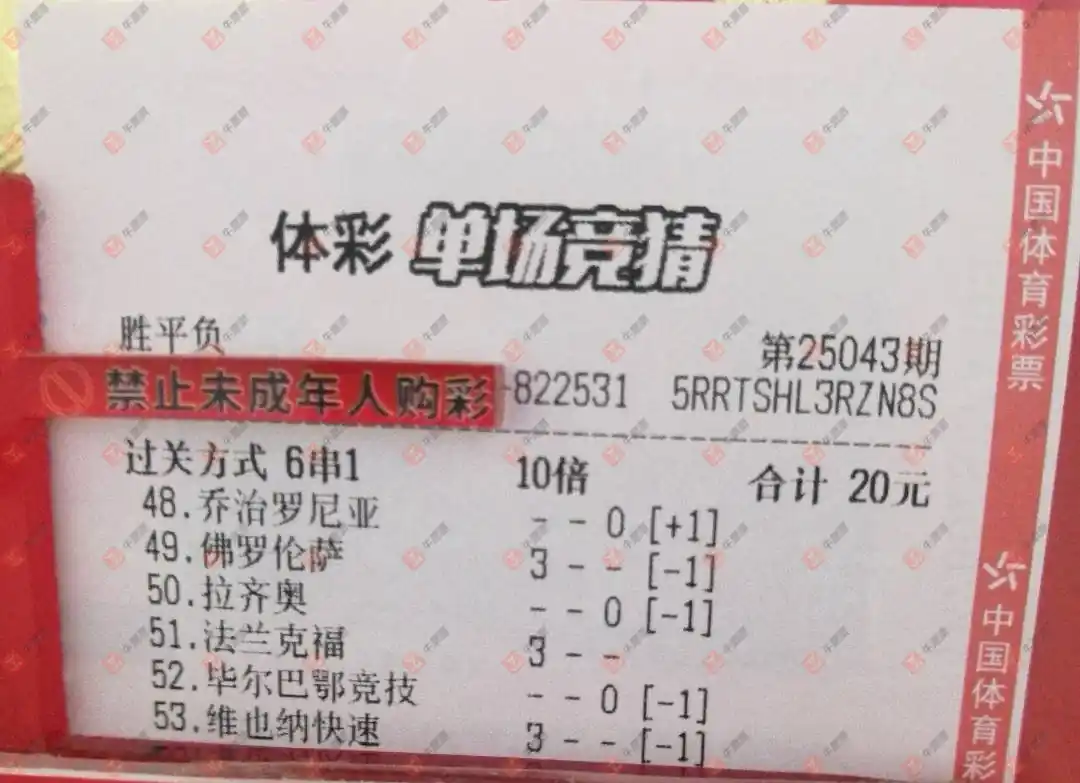 体彩 单场竞猜
胜平负
第25043期
禁止未成年人购彩
-822531 5RRTSHL3RZN8S
过关方式 6串1 10倍 合计 20元
48.乔治罗尼亚 - - 0 [+1]
49.佛罗伦萨 3 - - [-1]
50.拉齐奥 - - 0 [-1]
51.法兰克福 3 - -
52.毕尔巴鄂竞技 - - 0 [-1]
53.维也纳快速 3 - - [-1]
中国体育彩票
中国体育彩